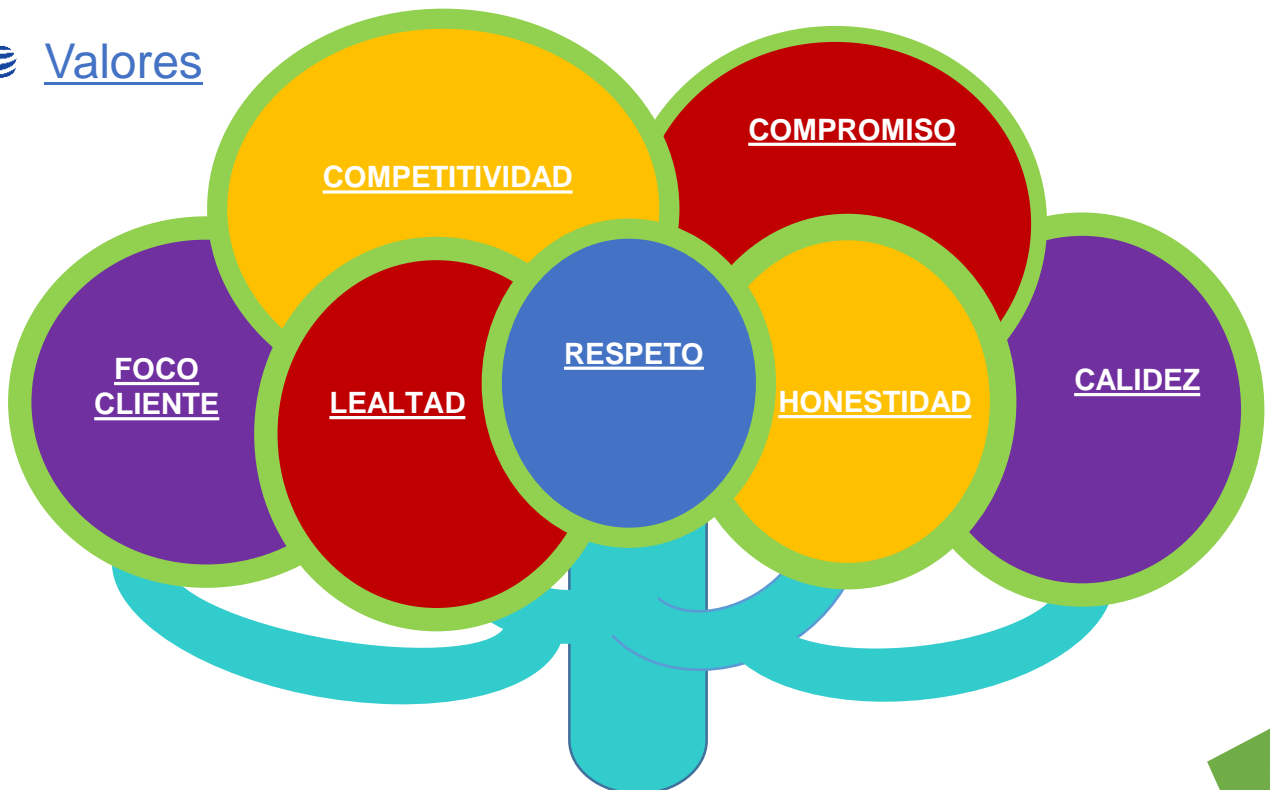 Valores
COMPROMISO
COMPETITIVIDAD
RESPETO
FOCO
CLIENTE
LEALTAD
HONESTIDAD
CALIDEZ